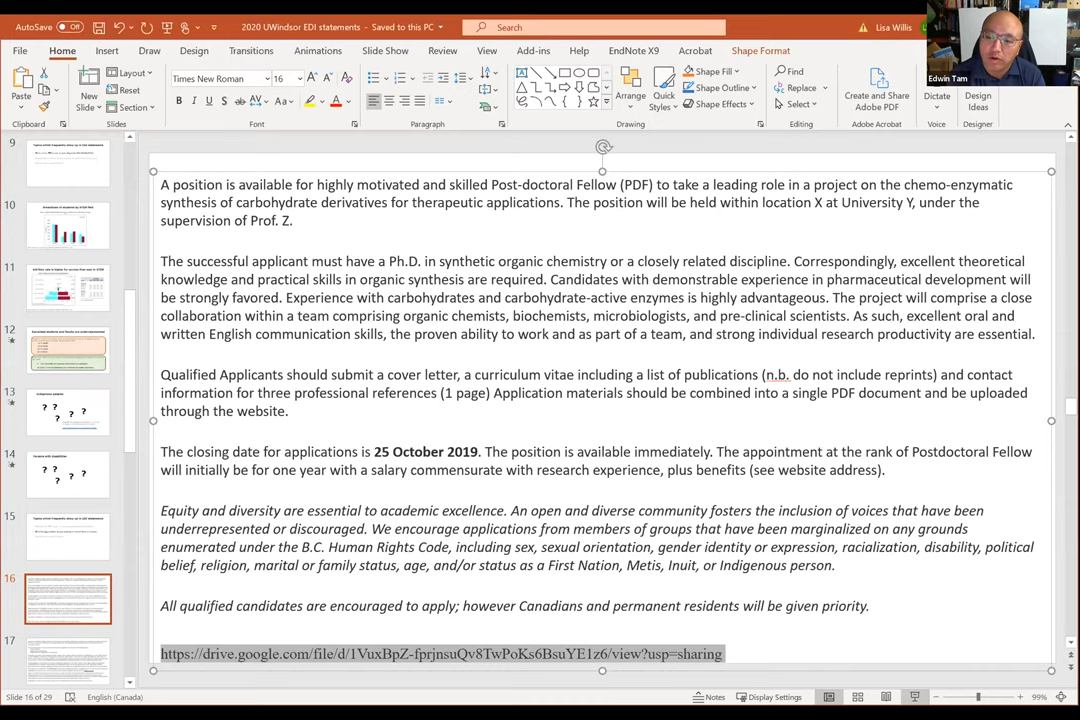 AutoSave Off 2020 UWindsor EDI statements - Saved to this PC Search Lisa Willis
File Home Insert Draw Design Transitions Animations Slide Show Review View Add-ins Help EndNote X9 Acrobat Shape Format
Edwin Tam
Paste
New Slide
Layout
Reset
Section
Times New Roman 16
B I U S ab AV Aa A
Arrange
Quick Styles
Shape Fill
Shape Outline
Shape Effects
Find
Replace
Select
Create and Share Adobe PDF
Dictate
Design Ideas
Clipboard Slides Font Paragraph Drawing Editing Adobe Acrobat Voice Designer
9
10
11
12
13
14
15
16
17
A position is available for highly motivated and skilled Post-doctoral Fellow (PDF) to take a leading role in a project on the chemo-enzymatic
synthesis of carbohydrate derivatives for therapeutic applications. The position will be held within location X at University Y, under the
supervision of Prof. Z.
The successful applicant must have a Ph.D. in synthetic organic chemistry or a closely related discipline. Correspondingly, excellent theoretical
knowledge and practical skills in organic synthesis are required. Candidates with demonstrable experience in pharmaceutical development will
be strongly favored. Experience with carbohydrates and carbohydrate-active enzymes is highly advantageous. The project will comprise a close
collaboration within a team comprising organic chemists, biochemists, microbiologists, and pre-clinical scientists. As such, excellent oral and
written English communication skills, the proven ability to work and as part of a team, and strong individual research productivity are essential.
Qualified Applicants should submit a cover letter, a curriculum vitae including a list of publications (n.b. do not include reprints) and contact
information for three professional references (1 page) Application materials should be combined into a single PDF document and be uploaded
through the website.
The closing date for applications is 25 October 2019. The position is available immediately. The appointment at the rank of Postdoctoral Fellow
will initially be for one year with a salary commensurate with research experience, plus benefits (see website address).
Equity and diversity are essential to academic excellence. An open and diverse community fosters the inclusion of voices that have been
underrepresented or discouraged. We encourage applications from members of groups that have been marginalized on any grounds
enumerated under the B.C. Human Rights Code, including sex, sexual orientation, gender identity or expression, racialization, disability, political
belief, religion, marital or family status, age, and/or status as a First Nation, Metis, Inuit, or Indigenous person.
All qualified candidates are encouraged to apply; however Canadians and permanent residents will be given priority.
https://drive.google.com/file/d/1VuxBpZ-fprjnsuQv8TwPoKs6BsuYE1z6/view?usp=sharing
Slide 16 of 29 English (Canada) Notes Display Settings 99%